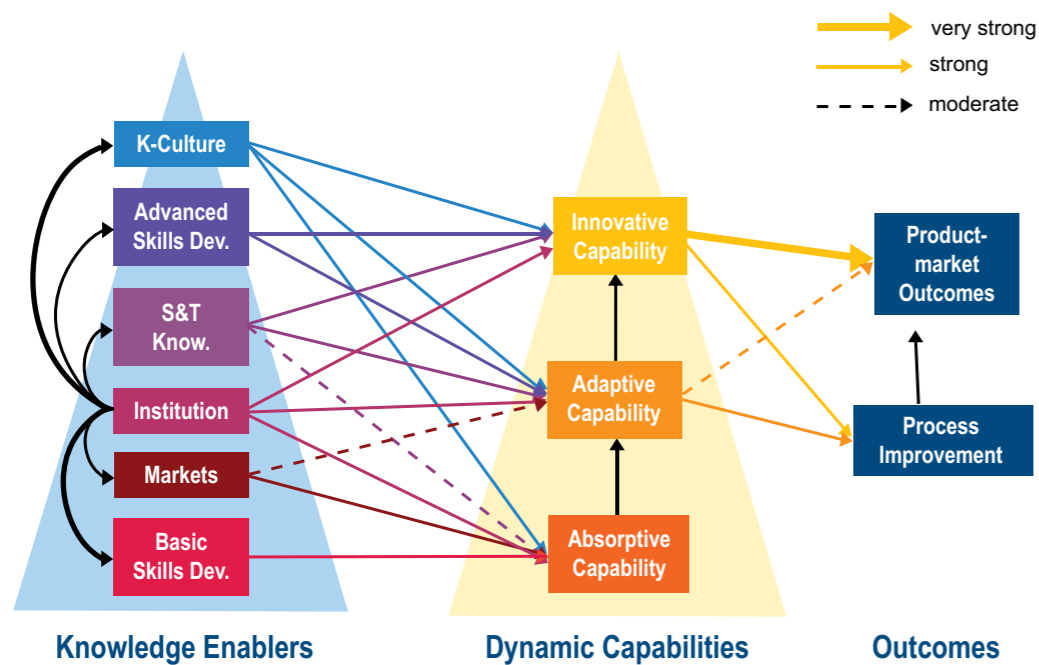 very strong
strong
moderate
K-Culture
Advanced
Skills Dev.
S&T
Know.
Institution
Markets
Basic
Skills Dev.
Innovative
Capability
Adaptive
Capability
Absorptive
Capability
Product-
market
Outcomes
Process
Improvement
Knowledge Enablers
Dynamic Capabilities
Outcomes